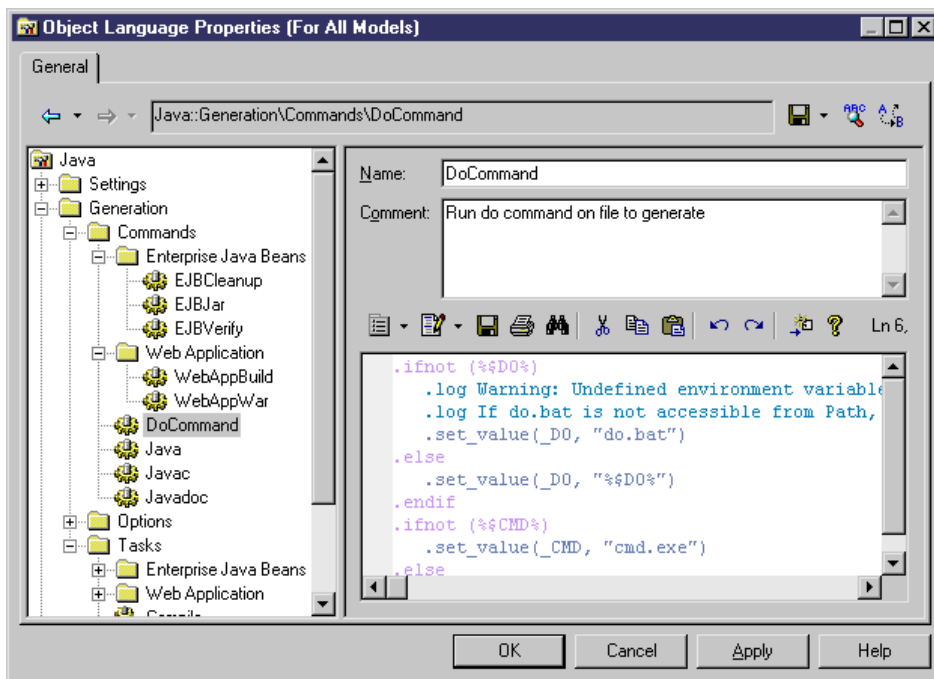 Object Language Properties (For All Models)
General
Java::Generation\Commands\DoCommand
Java
Settings
Generation
Commands
Enterprise Java Beans
EJBCleanup
EJBJar
EJBVerify
Web Application
WebAppBuild
WebAppWar
DoCommand
Java
Javac
Javadoc
Options
Tasks
Enterprise Java Beans
Web Application
Name: DoCommand
Comment: Run do command on file to generate
Ln 6,
.ifnot (%$DO%)
.log Warning: Undefined environment variable
.log If do.bat is not accessible from Path,
.set_value(_DO, "do.bat")
.else
.set_value(_DO, "%$DO%")
.endif
.ifnot (%$CMD%)
.set_value(_CMD, "cmd.exe")
.else
OK Cancel Apply Help